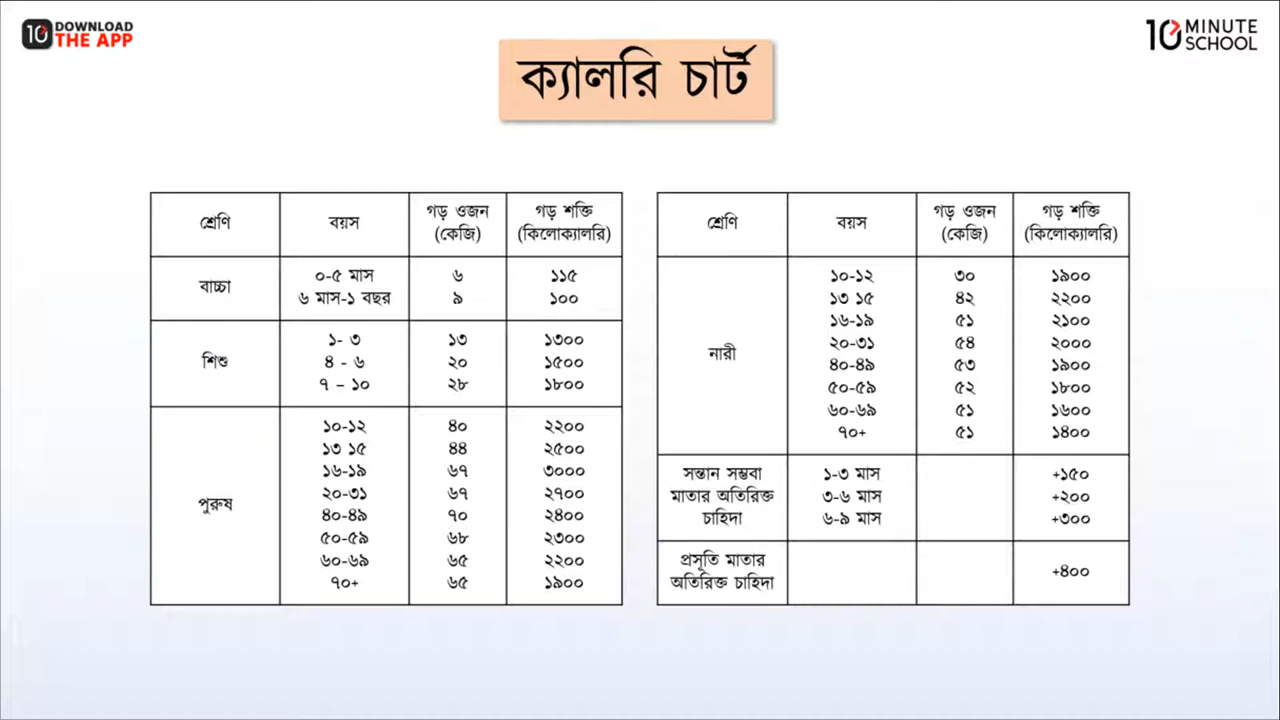 DOWNLOAD
THE APP
10 MINUTE
SCHOOL
ক্যালরি চার্ট
শ্রেণি বয়স গড় ওজন (কেজি) গড় শক্তি (কিলোক্যালরি)
বাচ্চা
০-৫ মাস ৬ ১১৫
৬ মাস-১ বছর ৯ ১০০
শিশু
১- ৩ ১৩ ১৩০০
৪ - ৬ ২০ ১৫০০
৭ – ১০ ২৮ ১৮০০
পুরুষ
১০-১২ ৪০ ২২০০
১৩ ১৫ ৪৪ ২৫০০
১৬-১৯ ৬৭ ৩০০০
২০-৩১ ৬৭ ২৭০০
৪০-৪৯ ৭০ ২৪০০
৫০-৫৯ ৬৮ ২৩০০
৬০-৬৯ ৬৫ ২২০০
৭০+ ৬৫ ১৯০০
শ্রেণি বয়স গড় ওজন (কেজি) গড় শক্তি (কিলোক্যালরি)
নারী
১০-১২ ৩০ ১৯০০
১৩ ১৫ ৪২ ২২০০
১৬-১৯ ৫১ ২১০০
২০-৩১ ৫৪ ২০০০
৪০-৪৯ ৫৩ ১৯০০
৫০-৫৯ ৫২ ১৮০০
৬০-৬৯ ৫১ ১৬০০
৭০+ ৫১ ১৪০০
সন্তান সম্ভবা
মাতার অতিরিক্ত
চাহিদা
১-৩ মাস +১৫০
৩-৬ মাস +২০০
৬-৯ মাস +৩০০
প্রসূতি মাতার
অতিরিক্ত চাহিদা
+৪০০